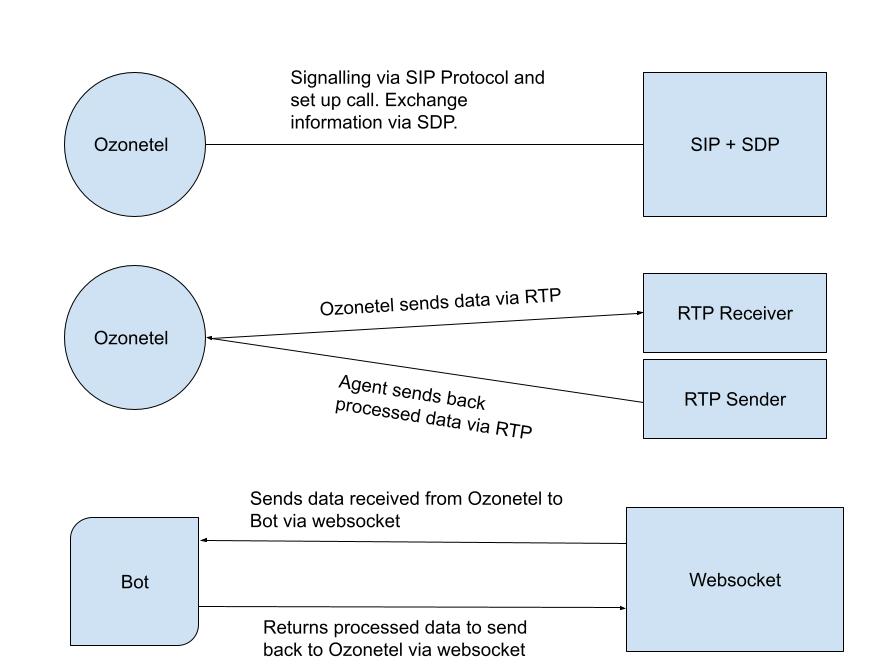 Signalling via SIP Protocol and
set up call. Exchange
information via SDP.
Ozonetel
SIP + SDP
Ozonetel sends data via RTP
RTP Receiver
Ozonetel
Agent sends back
processed data via RTP
RTP Sender
Sends data received from Ozonetel to
Bot via websocket
Bot
Websocket
Returns processed data to send
back to Ozonetel via websocket